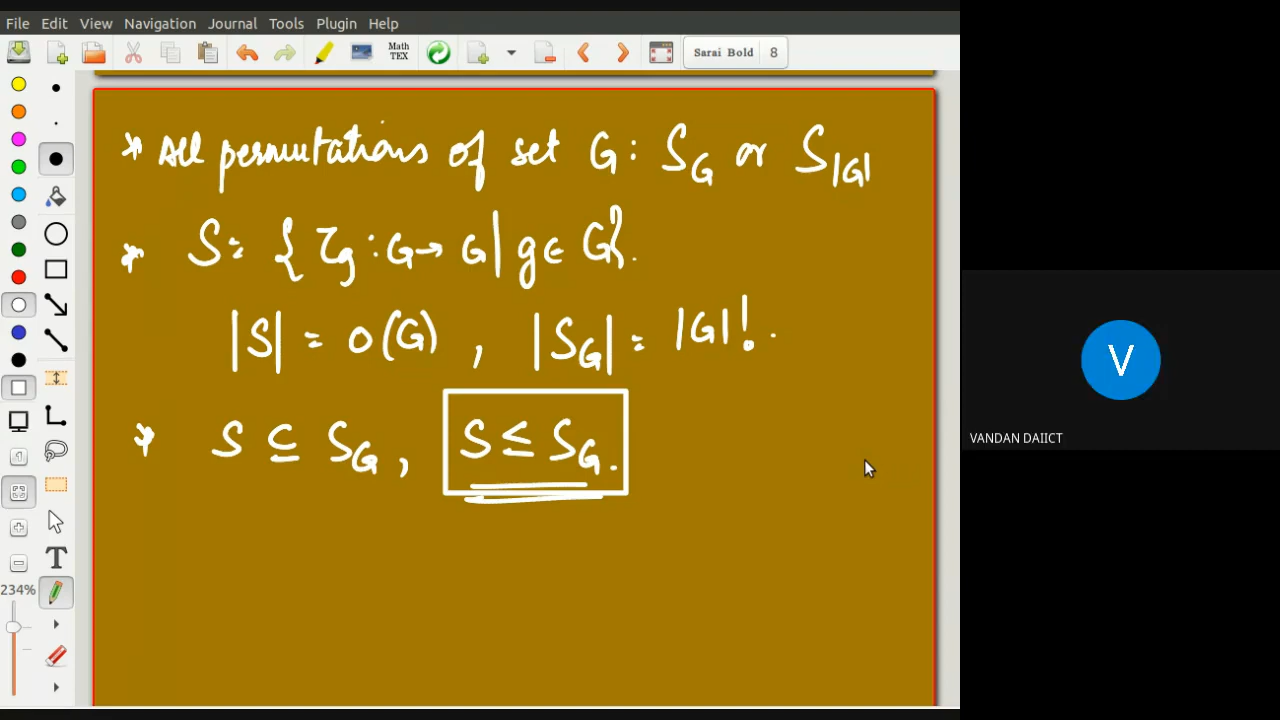 File Edit View Navigation Journal Tools Plugin Help
Math TEX Sarai Bold 8
* All permutations of set G : S_G or S_|G|
* S = { τ_g : G → G | g ∈ G }.
|S| = o(G) , |S_G| = |G|! .
* S ⊆ S_G , S ≤ S_G .
T
234%
V
VANDAN DAIICT